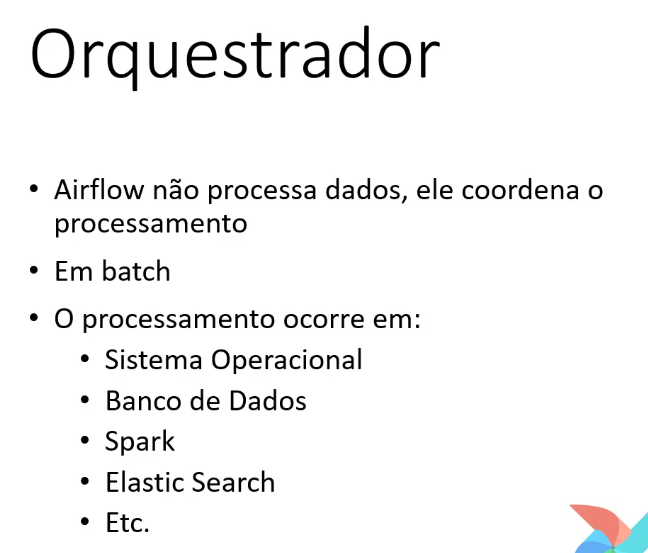 Orquestrador
• Airflow não processa dados, ele coordena o
processamento
• Em batch
• O processamento ocorre em:
• Sistema Operacional
• Banco de Dados
• Spark
• Elastic Search
• Etc.